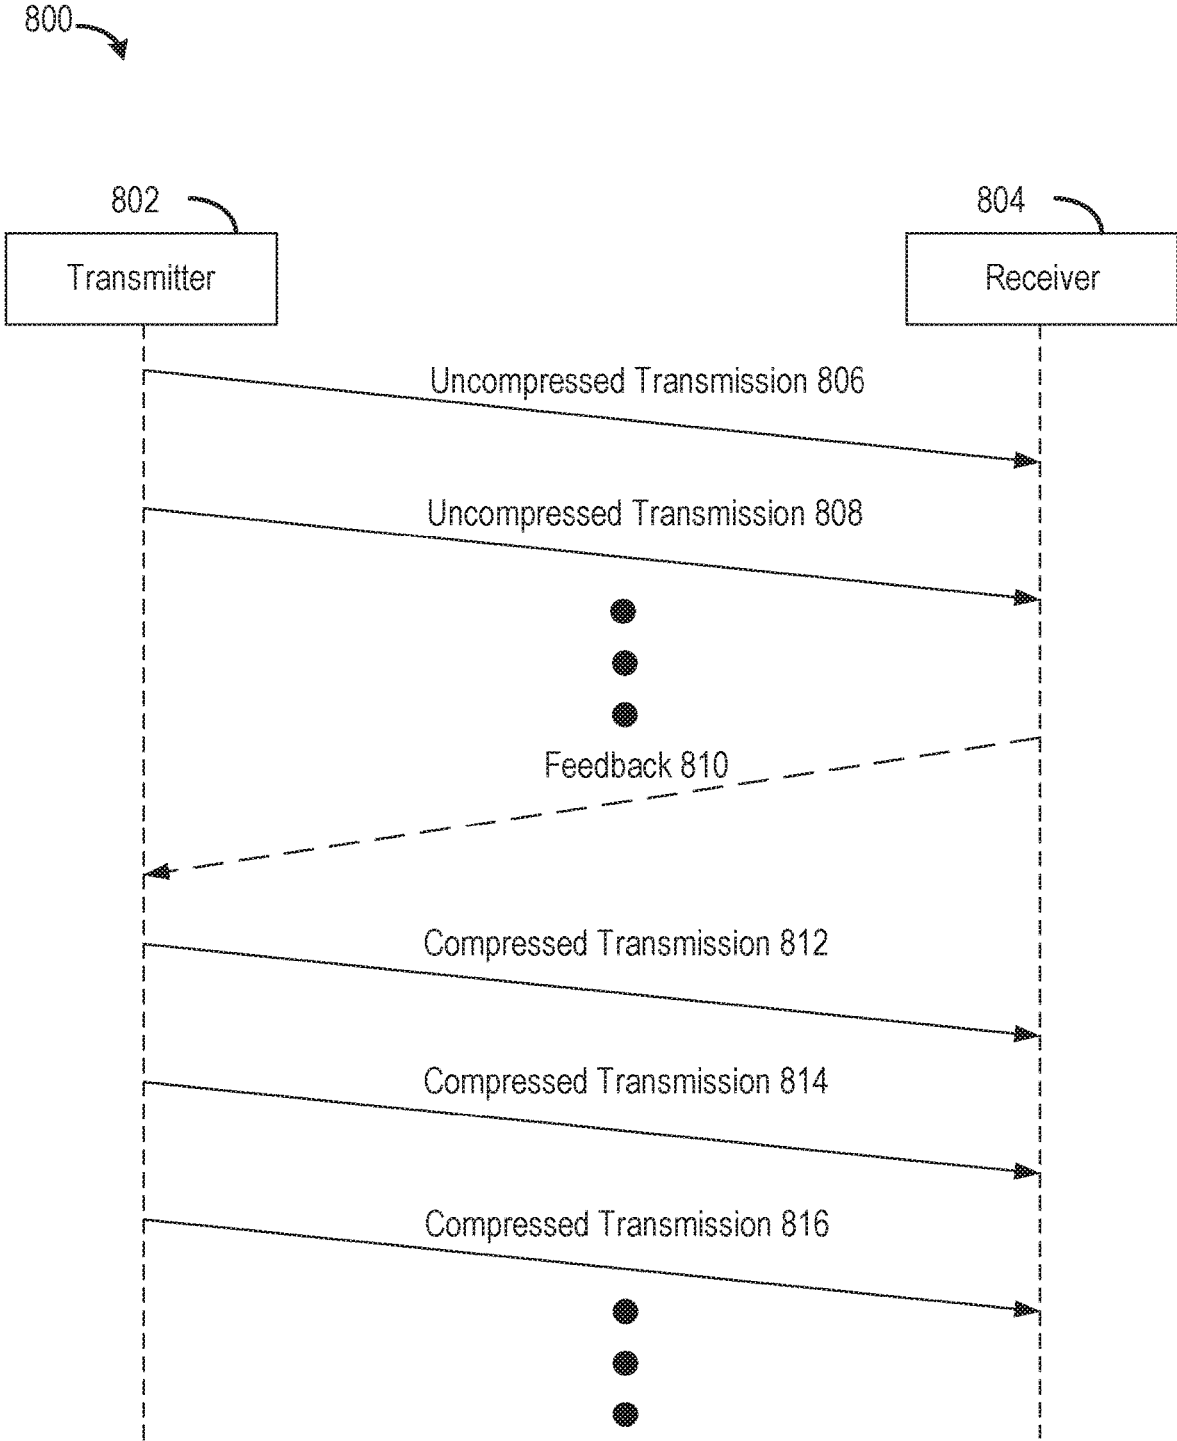 800
802
804
Transmitter
Receiver
Uncompressed Transmission 806
Uncompressed Transmission 808
Feedback 810
Compressed Transmission 812
Compressed Transmission 814
Compressed Transmission 816